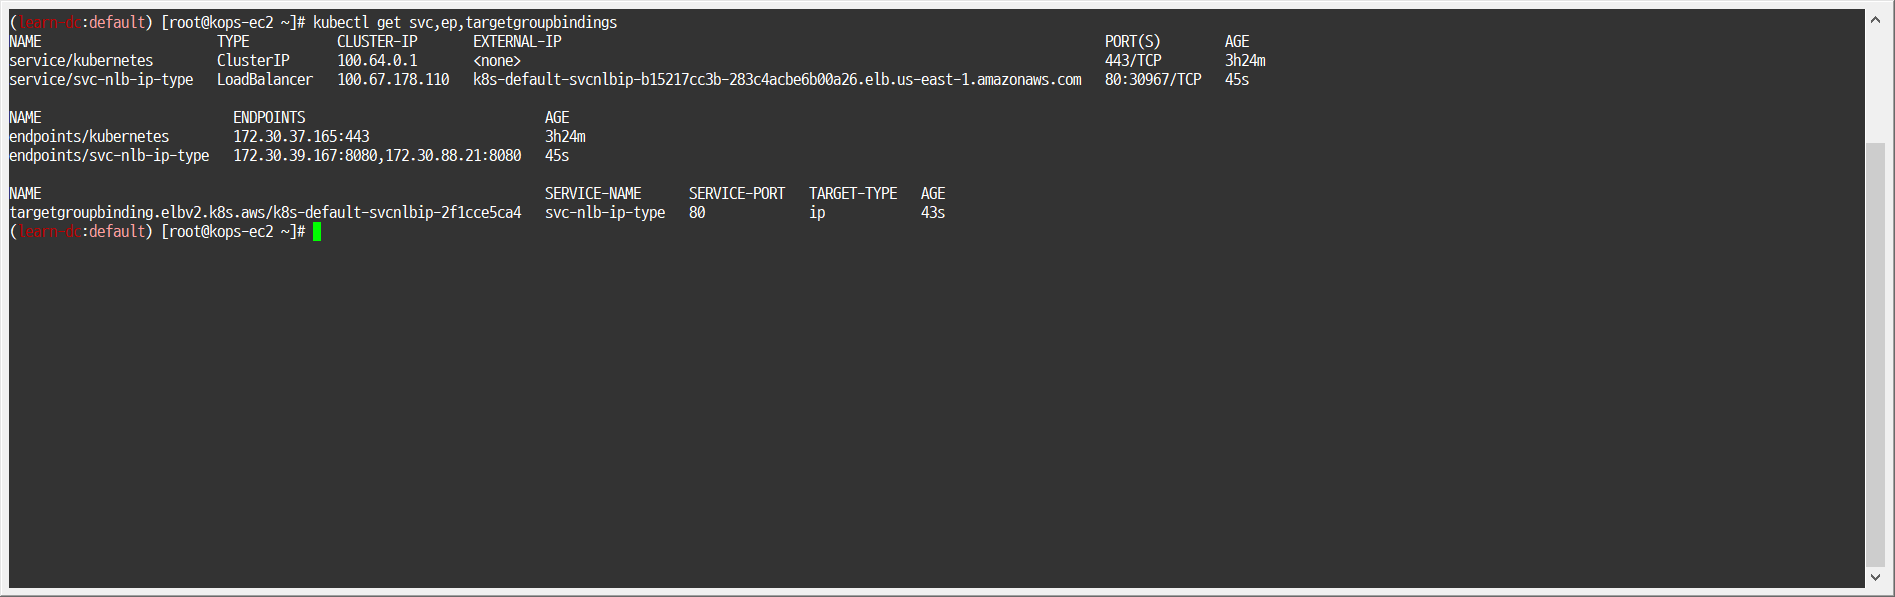 (learn-dc:default) [root@kops-ec2 ~]# kubectl get svc,ep,targetgroupbindings
NAME TYPE CLUSTER-IP EXTERNAL-IP PORT(S) AGE
service/kubernetes ClusterIP 100.64.0.1 <none> 443/TCP 3h24m
service/svc-nlb-ip-type LoadBalancer 100.67.178.110 k8s-default-svcnlbip-b15217cc3b-283c4acbe6b00a26.elb.us-east-1.amazonaws.com 80:30967/TCP 45s
NAME ENDPOINTS AGE
endpoints/kubernetes 172.30.37.165:443 3h24m
endpoints/svc-nlb-ip-type 172.30.39.167:8080,172.30.88.21:8080 45s
NAME SERVICE-NAME SERVICE-PORT TARGET-TYPE AGE
targetgroupbinding.elbv2.k8s.aws/k8s-default-svcnlbip-2f1cce5ca4 svc-nlb-ip-type 80 ip 43s
(learn-dc:default) [root@kops-ec2 ~]#